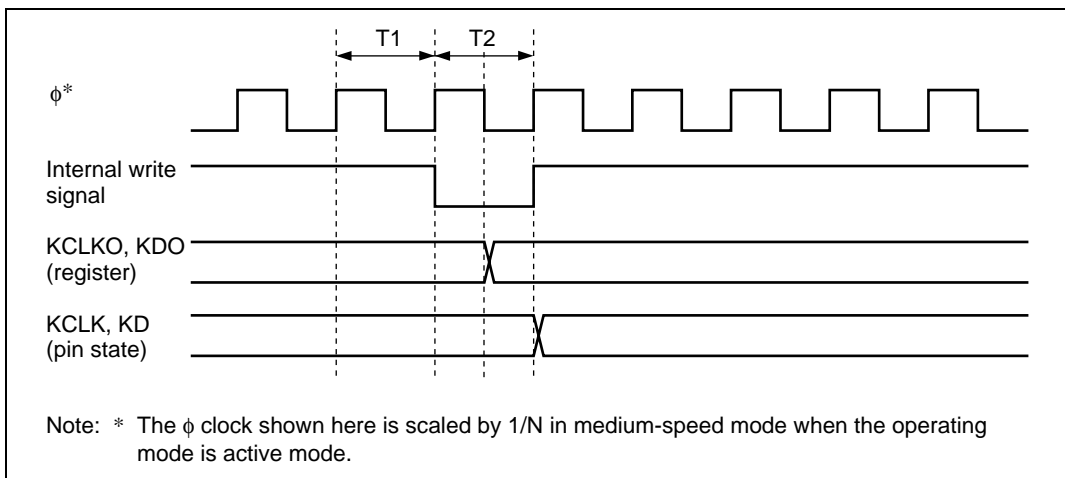 T1 T2
ϕ*
Internal write
signal
KCLKO, KDO
(register)
KCLK, KD
(pin state)
Note: * The ϕ clock shown here is scaled by 1/N in medium-speed mode when the operating
mode is active mode.